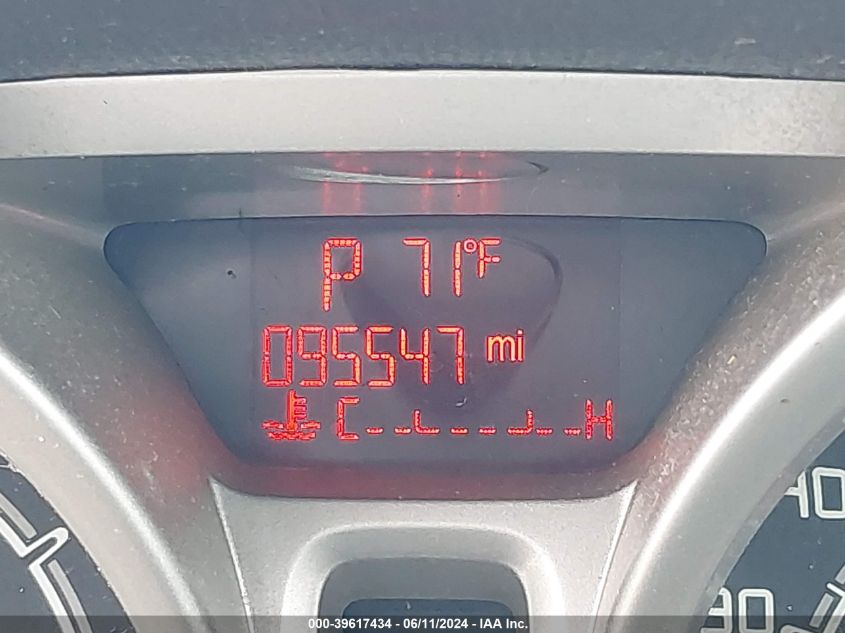 P 71°F
095547 mi
C H
40
30
000-39617434 - 06/11/2024 - IAA Inc.